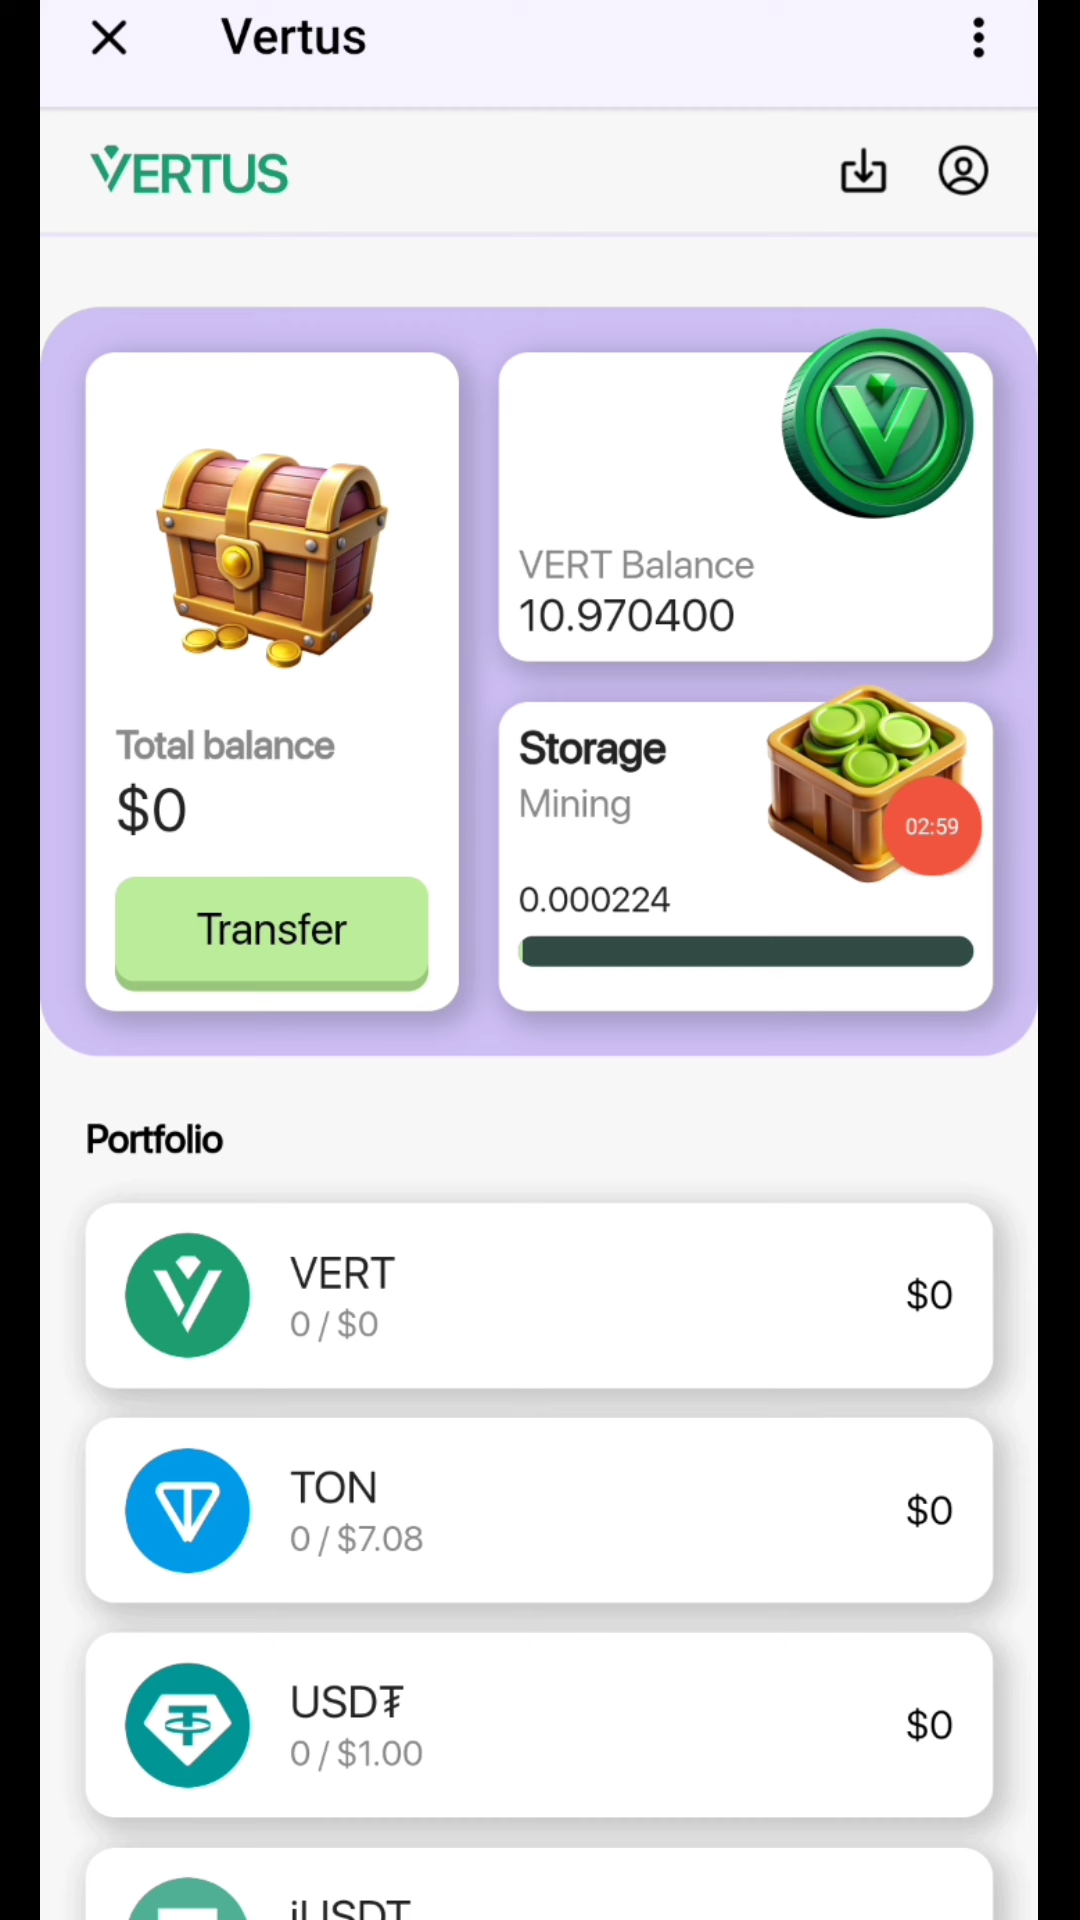 Vertus
VERTUS
VERT Balance
10.970400
Total balance
$0
Transfer
Storage
Mining
02:59
0.000224
Portfolio
VERT
0 / $0
$0
TON
0 / $7.08
$0
USD₮
0 / $1.00
$0
jUSDT